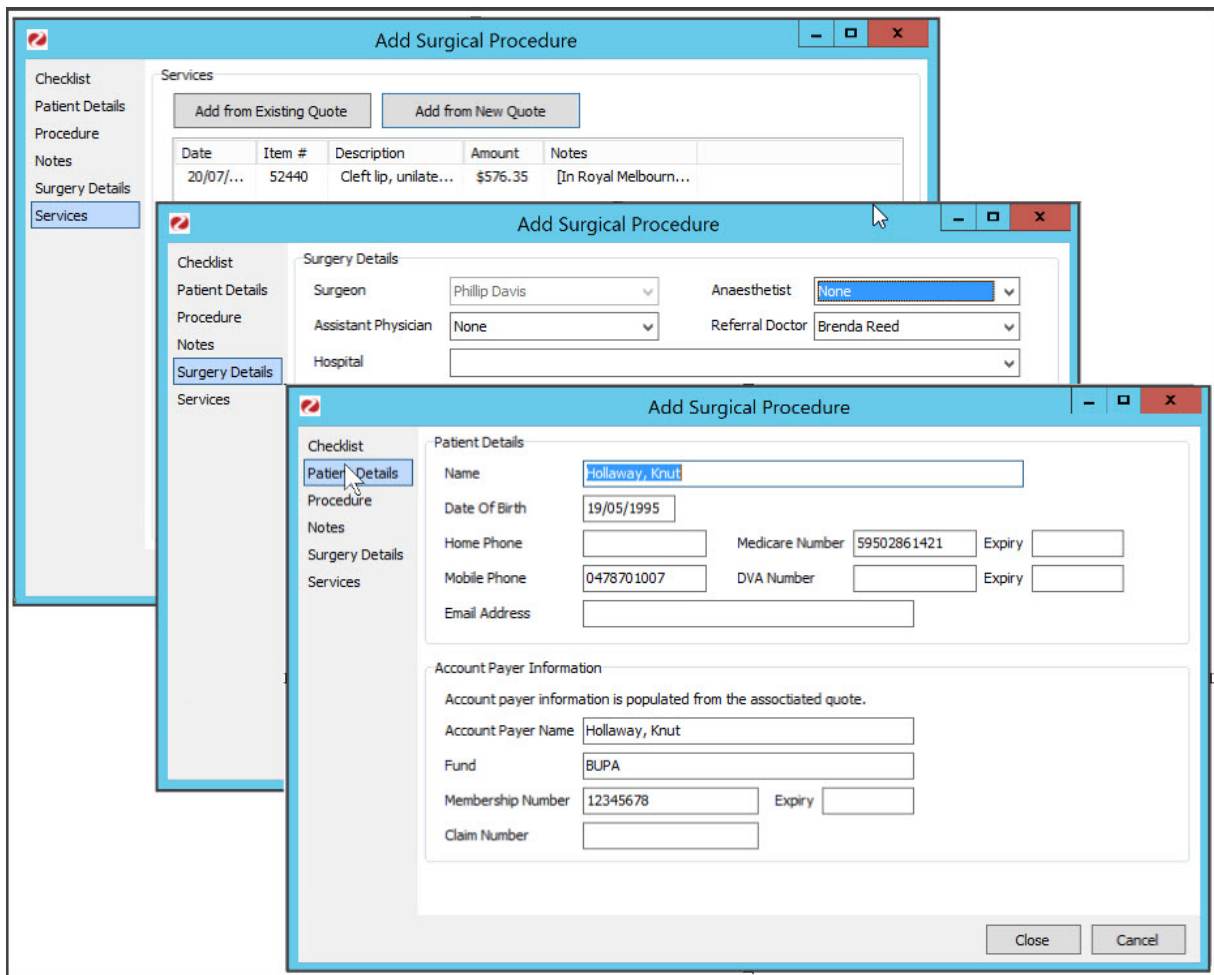 Add Surgical Procedure
Checklist
Patient Details
Procedure
Notes
Surgery Details
Services
Services
Add from Existing Quote Add from New Quote
Date Item # Description Amount Notes
20/07/... 52440 Cleft lip, unilate... $576.35 [In Royal Melbourn...
Add Surgical Procedure
Checklist
Patient Details
Procedure
Notes
Surgery Details
Services
Surgery Details
Surgeon Phillip Davis Anaesthetist None
Assistant Physician None Referral Doctor Brenda Reed
Hospital
Add Surgical Procedure
Checklist
Patient Details
Procedure
Notes
Surgery Details
Services
Patient Details
Name Hollaway, Knut
Date Of Birth 19/05/1995
Home Phone Medicare Number 59502861421 Expiry
Mobile Phone 0478701007 DVA Number Expiry
Email Address
Account Payer Information
Account payer information is populated from the assoctiated quote.
Account Payer Name Hollaway, Knut
Fund BUPA
Membership Number 12345678 Expiry
Claim Number
Close Cancel